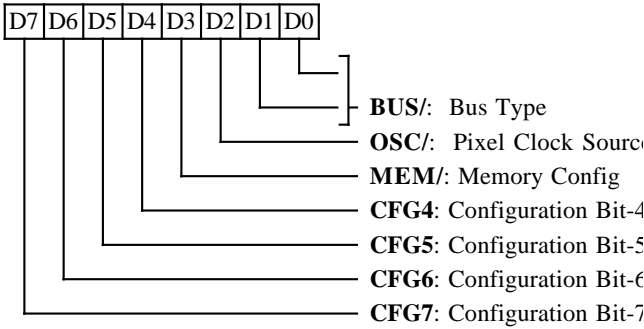 D7 D6 D5 D4 D3 D2 D1 D0
BUS/: Bus Type
OSC/: Pixel Clock Source
MEM/: Memory Config
CFG4: Configuration Bit-4
CFG5: Configuration Bit-5
CFG6: Configuration Bit-6
CFG7: Configuration Bit-7